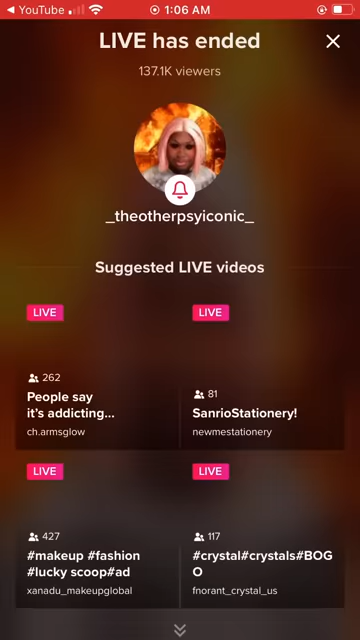 YouTube 1:06 AM
LIVE has ended
137.1K viewers
_theotherpsyiconic_
Suggested LIVE videos
LIVE
262
People say
it's addicting...
ch.armsglow
LIVE
81
SanrioStationery!
newmestationery
LIVE
427
#makeup #fashion
#lucky scoop#ad
xanadu_makeupglobal
LIVE
117
#crystal#crystals#BOG
O
fnorant_crystal_us